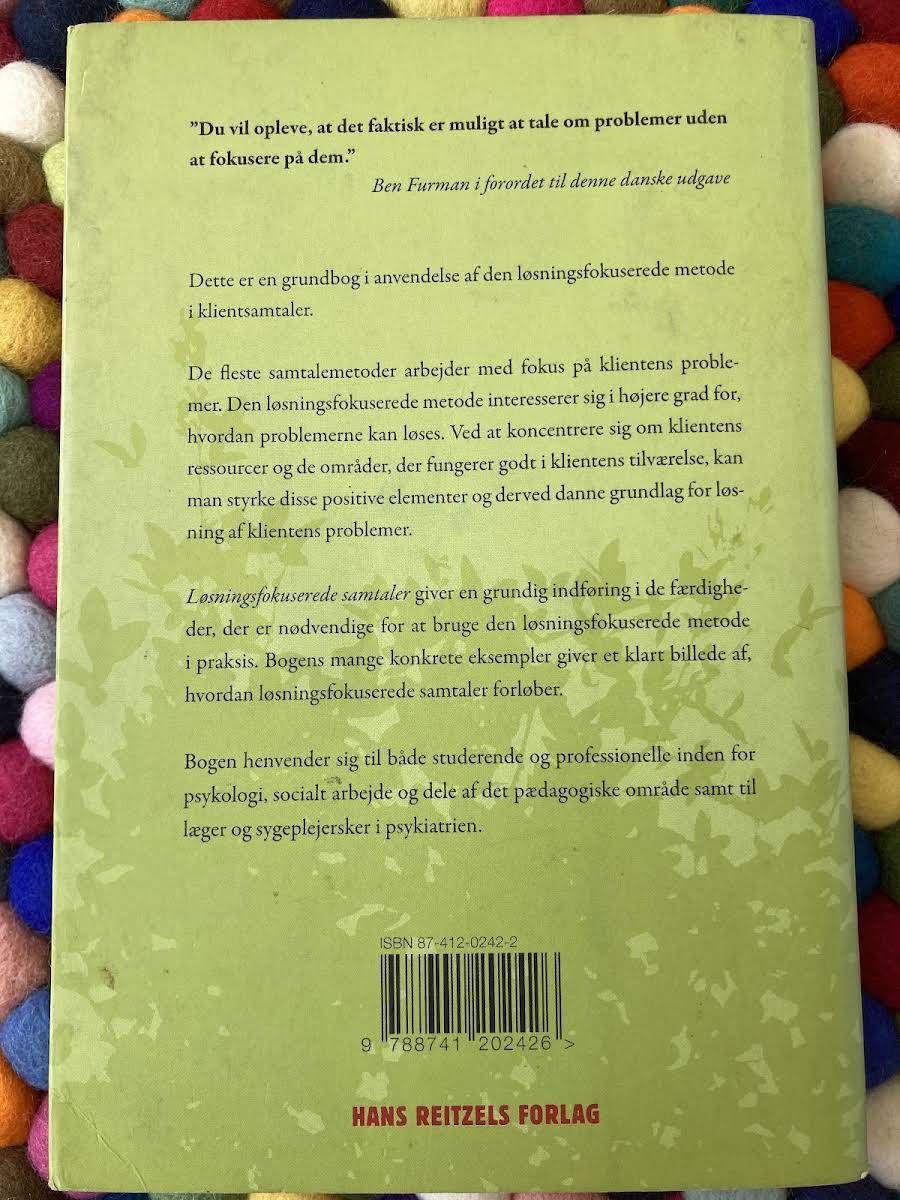 ”Du vil opleve, at det faktisk er muligt at tale om problemer uden
at fokusere på dem.”
Ben Furman i forordet til denne danske udgave
Dette er en grundbog i anvendelse af den løsningsfokuserede metode
i klientsamtaler.
De fleste samtalemetoder arbejder med fokus på klientens proble-
mer. Den løsningsfokuserede metode interesserer sig i højere grad for,
hvordan problemerne kan løses. Ved at koncentrere sig om klientens
ressourcer og de områder, der fungerer godt i klientens tilværelse, kan
man styrke disse positive elementer og derved danne grundlag for løs-
ning af klientens problemer.
Løsningsfokuserede samtaler giver en grundig indføring i de færdighe-
der, der er nødvendige for at bruge den løsningsfokuserede metode
i praksis. Bogens mange konkrete eksempler giver et klart billede af,
hvordan løsningsfokuserede samtaler forløber.
Bogen henvender sig til både studerende og professionelle inden for
psykologi, socialt arbejde og dele af det pædagogiske område samt til
læger og sygeplejersker i psykiatrien.
ISBN 87-412-0242-2
9 788741 202426 >
HANS REITZELS FORLAG